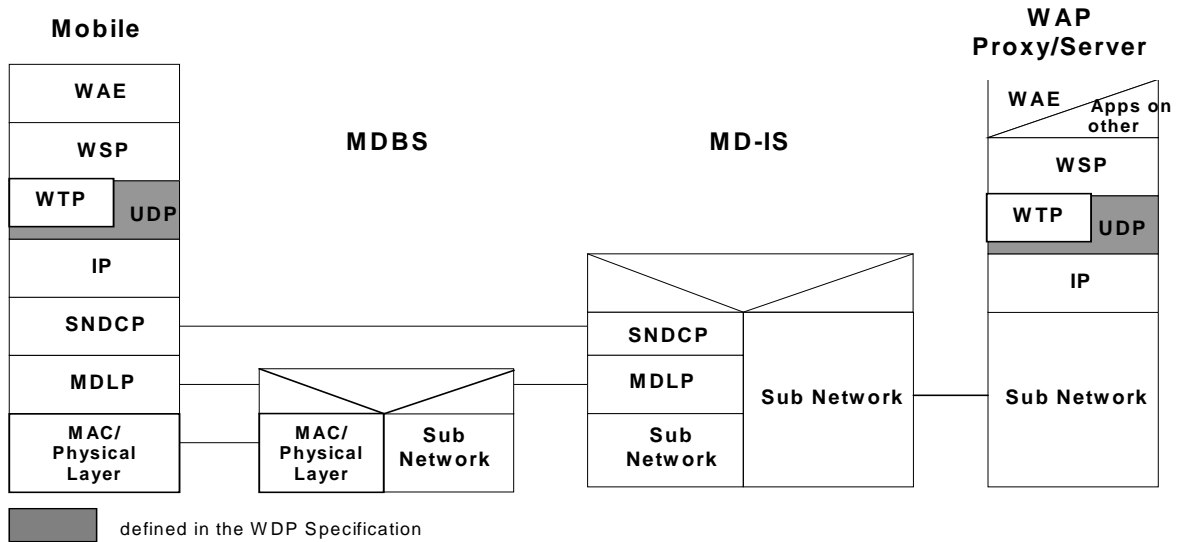 Mobile
WAE
WSP
WTP
UDP
IP
SNDCP
MDLP
MAC/
Physical
Layer
MDBS
MAC/
Physical
Layer
Sub
Network
MD-IS
SNDCP
MDLP
Sub
Network
Sub Network
WAP
Proxy/Server
WAE
Apps on
other
WSP
WTP
UDP
IP
Sub Network
defined in the WDP Specification